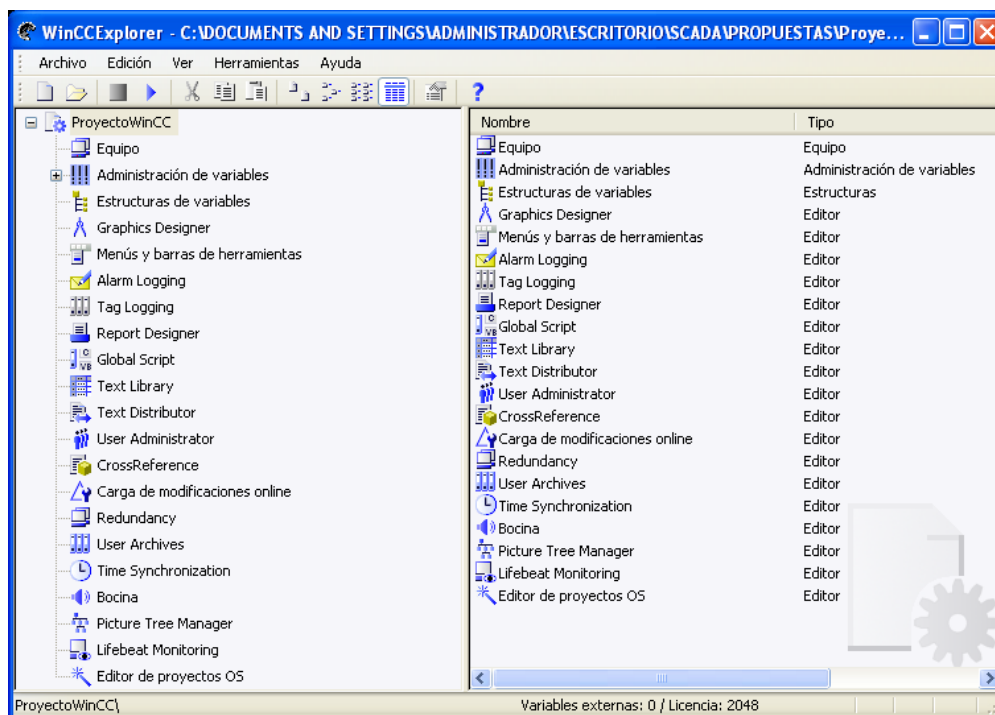 WinCCExplorer - C:\DOCUMENTS AND SETTINGS\ADMINISTRADOR\ESCRITORIO\SCADA\PROPUESTAS\Proye...
Archivo Edición Ver Herramientas Ayuda
ProyectoWinCC
Equipo
Administración de variables
Estructuras de variables
Graphics Designer
Menús y barras de herramientas
Alarm Logging
Tag Logging
Report Designer
Global Script
Text Library
Text Distributor
User Administrator
CrossReference
Carga de modificaciones online
Redundancy
User Archives
Time Synchronization
Bocina
Picture Tree Manager
Lifebeat Monitoring
Editor de proyectos OS
Nombre Tipo
Equipo Equipo
Administración de variables Administración de variables
Estructuras de variables Estructuras
Graphics Designer Editor
Menús y barras de herramientas Editor
Alarm Logging Editor
Tag Logging Editor
Report Designer Editor
Global Script Editor
Text Library Editor
Text Distributor Editor
User Administrator Editor
CrossReference Editor
Carga de modificaciones online Editor
Redundancy Editor
User Archives Editor
Time Synchronization Editor
Bocina Editor
Picture Tree Manager Editor
Lifebeat Monitoring Editor
Editor de proyectos OS Editor
ProyectoWinCC\ Variables externas: 0 / Licencia: 2048